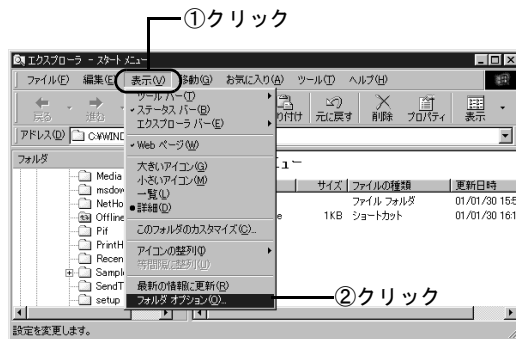 ①クリック
エクスプローラ - スタート メニュー
ファイル(F) 編集(E) 表示(V) 移動(G) お気に入り(A) ツール(T) ヘルプ(H)
戻る 進む 元に戻す 削除 プロパティ 表示
アドレス(D) C:¥WIND
フォルダ
ツール バー(T)
ステータス バー(B)
エクスプローラ バー(E)
Web ページ(W)
大きいアイコン(G)
小さいアイコン(M)
一覧(L)
詳細(D)
このフォルダのカスタマイズ(C)...
アイコンの整列(I)
等間隔に整列(U)
最新の情報に更新(R)
フォルダ オプション(O)...
②クリック
Media
msdow
NetHo
Offline
Pif
PrintH
Recen
Sampl
SendT
setup
ュー
サイズ ファイルの種類 更新日時
ファイル フォルダ 01/01/30 15:5
1KB ショートカット 01/01/30 16:1
設定を変更します。